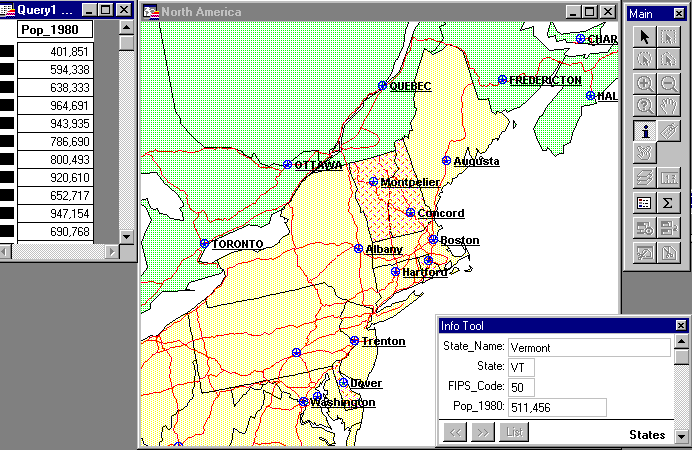 Query1 ...
Pop_1980
401,851
594,338
638,333
964,691
943,935
786,690
800,493
920,610
652,717
947,154
690,768
North America
CHAR
QUEBEC
FREDERICTON
HAL
OTTAWA
Augusta
Montpelier
Concord
TORONTO
Albany
Boston
Hartford
Trenton
Dover
Washington
Main
Info Tool
State_Name: Vermont
State: VT
FIPS_Code: 50
Pop_1980: 511,456
<< >> List
States